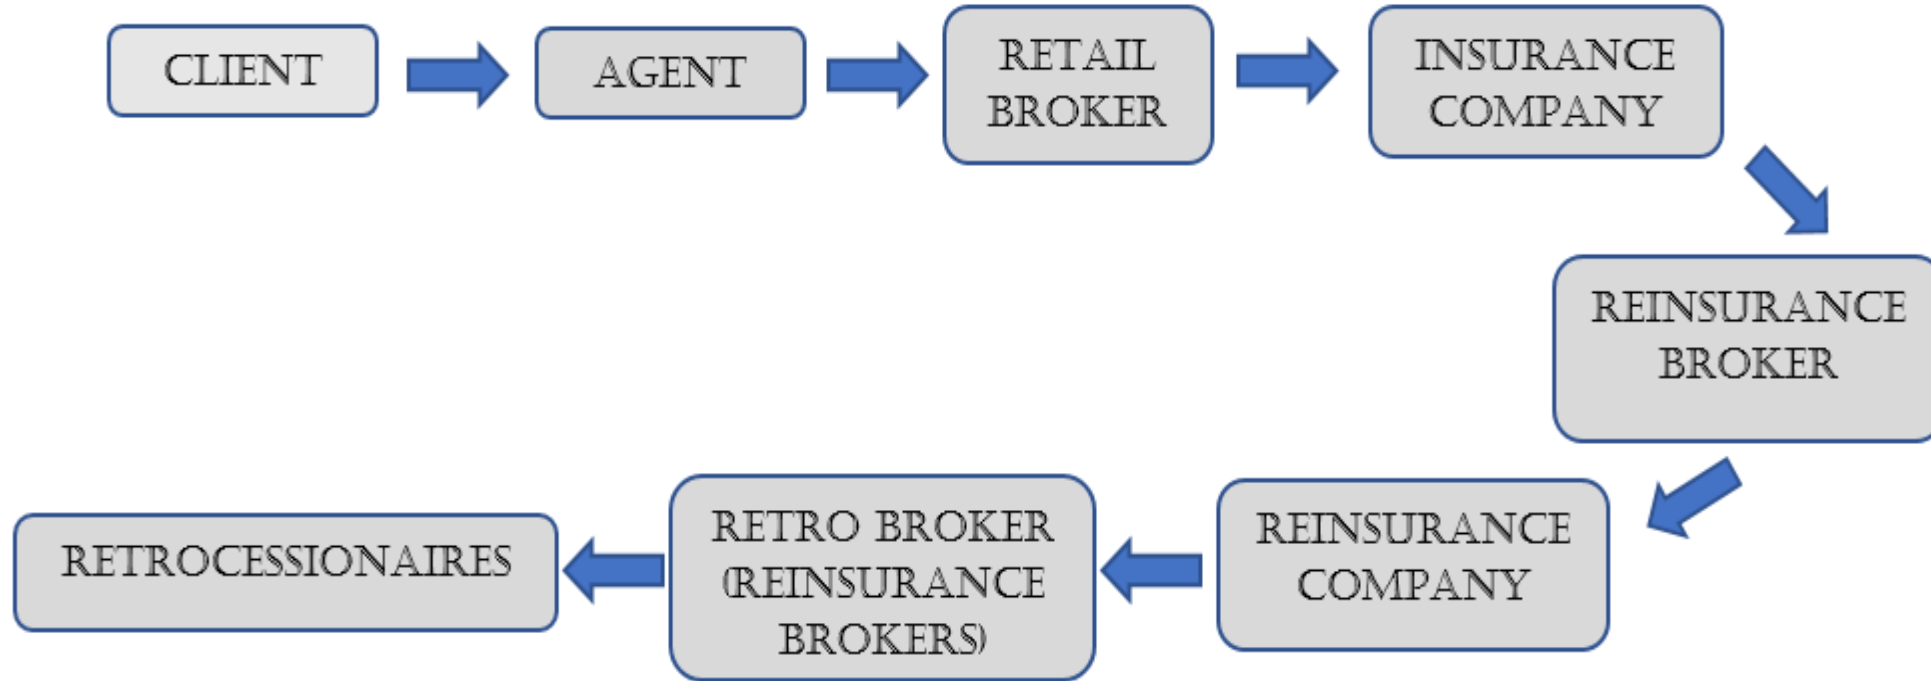 CLIENT
AGENT
RETAIL
BROKER
INSURANCE
COMPANY
REINSURANCE
BROKER
REINSURANCE
COMPANY
RETRO BROKER
(REINSURANCE
BROKERS)
RETROCESSIONAIRES